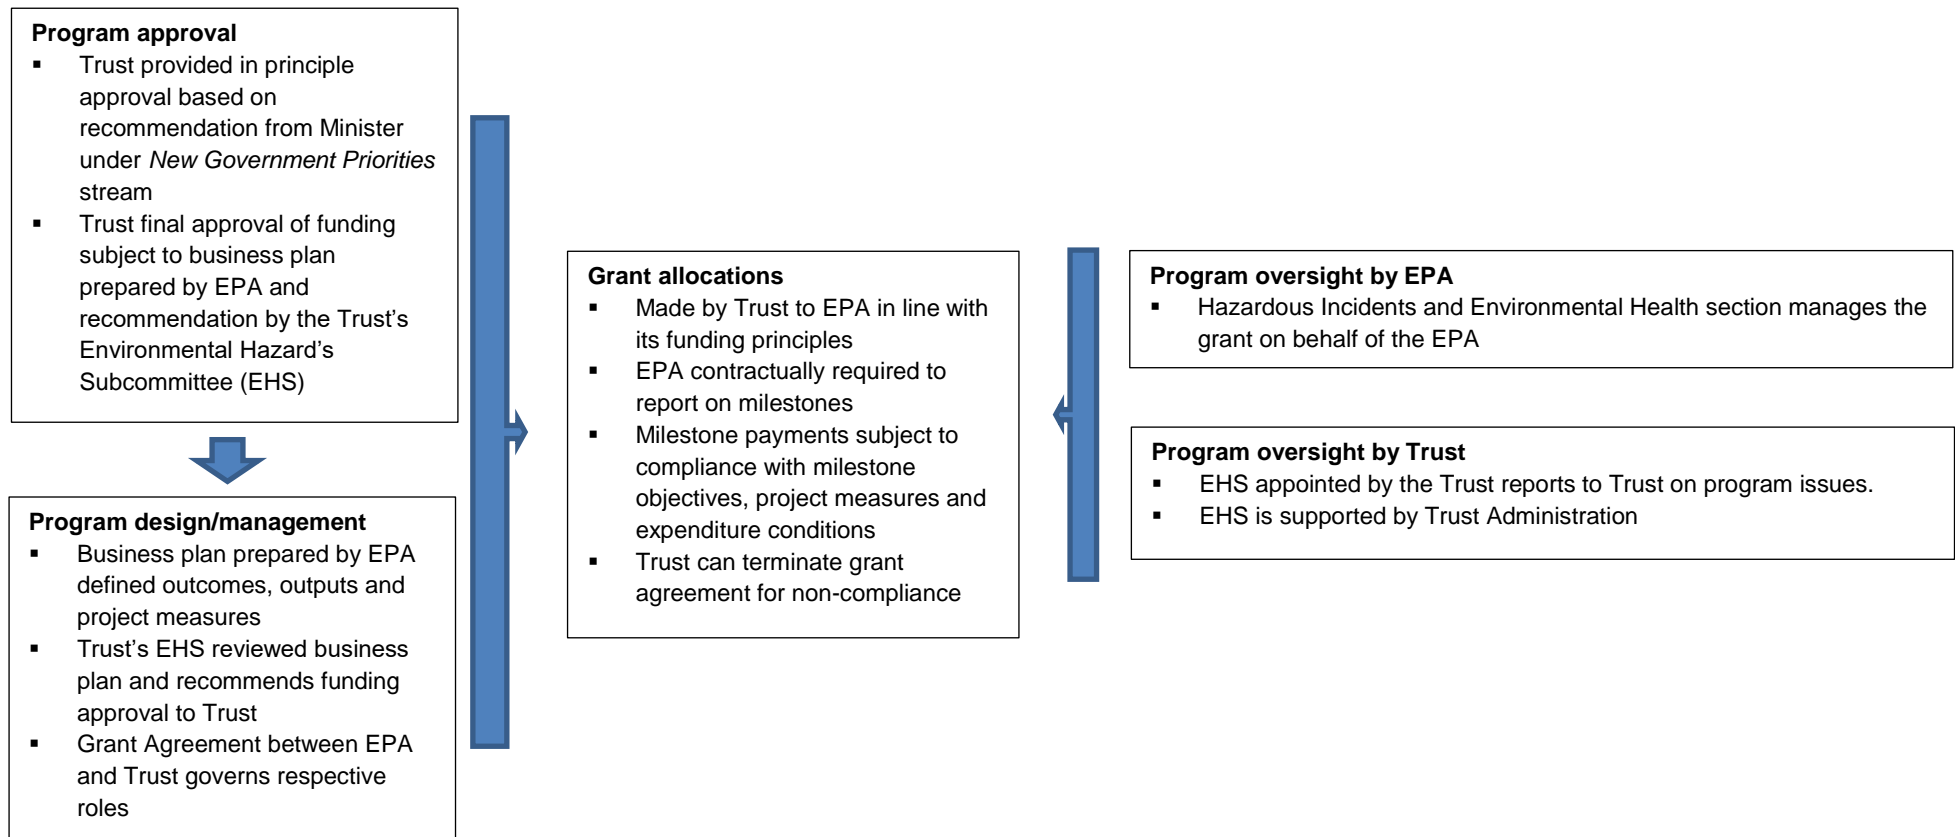 Program approval
▪ Trust provided in principle
approval based on
recommendation from Minister
under New Government Priorities
stream
▪ Trust final approval of funding
subject to business plan
prepared by EPA and
recommendation by the Trust’s
Environmental Hazard’s
Subcommittee (EHS)
Program design/management
▪ Business plan prepared by EPA
defined outcomes, outputs and
project measures
▪ Trust’s EHS reviewed business
plan and recommends funding
approval to Trust
▪ Grant Agreement between EPA
and Trust governs respective
roles
Grant allocations
▪ Made by Trust to EPA in line with
its funding principles
▪ EPA contractually required to
report on milestones
▪ Milestone payments subject to
compliance with milestone
objectives, project measures and
expenditure conditions
▪ Trust can terminate grant
agreement for non-compliance
Program oversight by EPA
▪ Hazardous Incidents and Environmental Health section manages the
grant on behalf of the EPA
Program oversight by Trust
▪ EHS appointed by the Trust reports to Trust on program issues.
▪ EHS is supported by Trust Administration